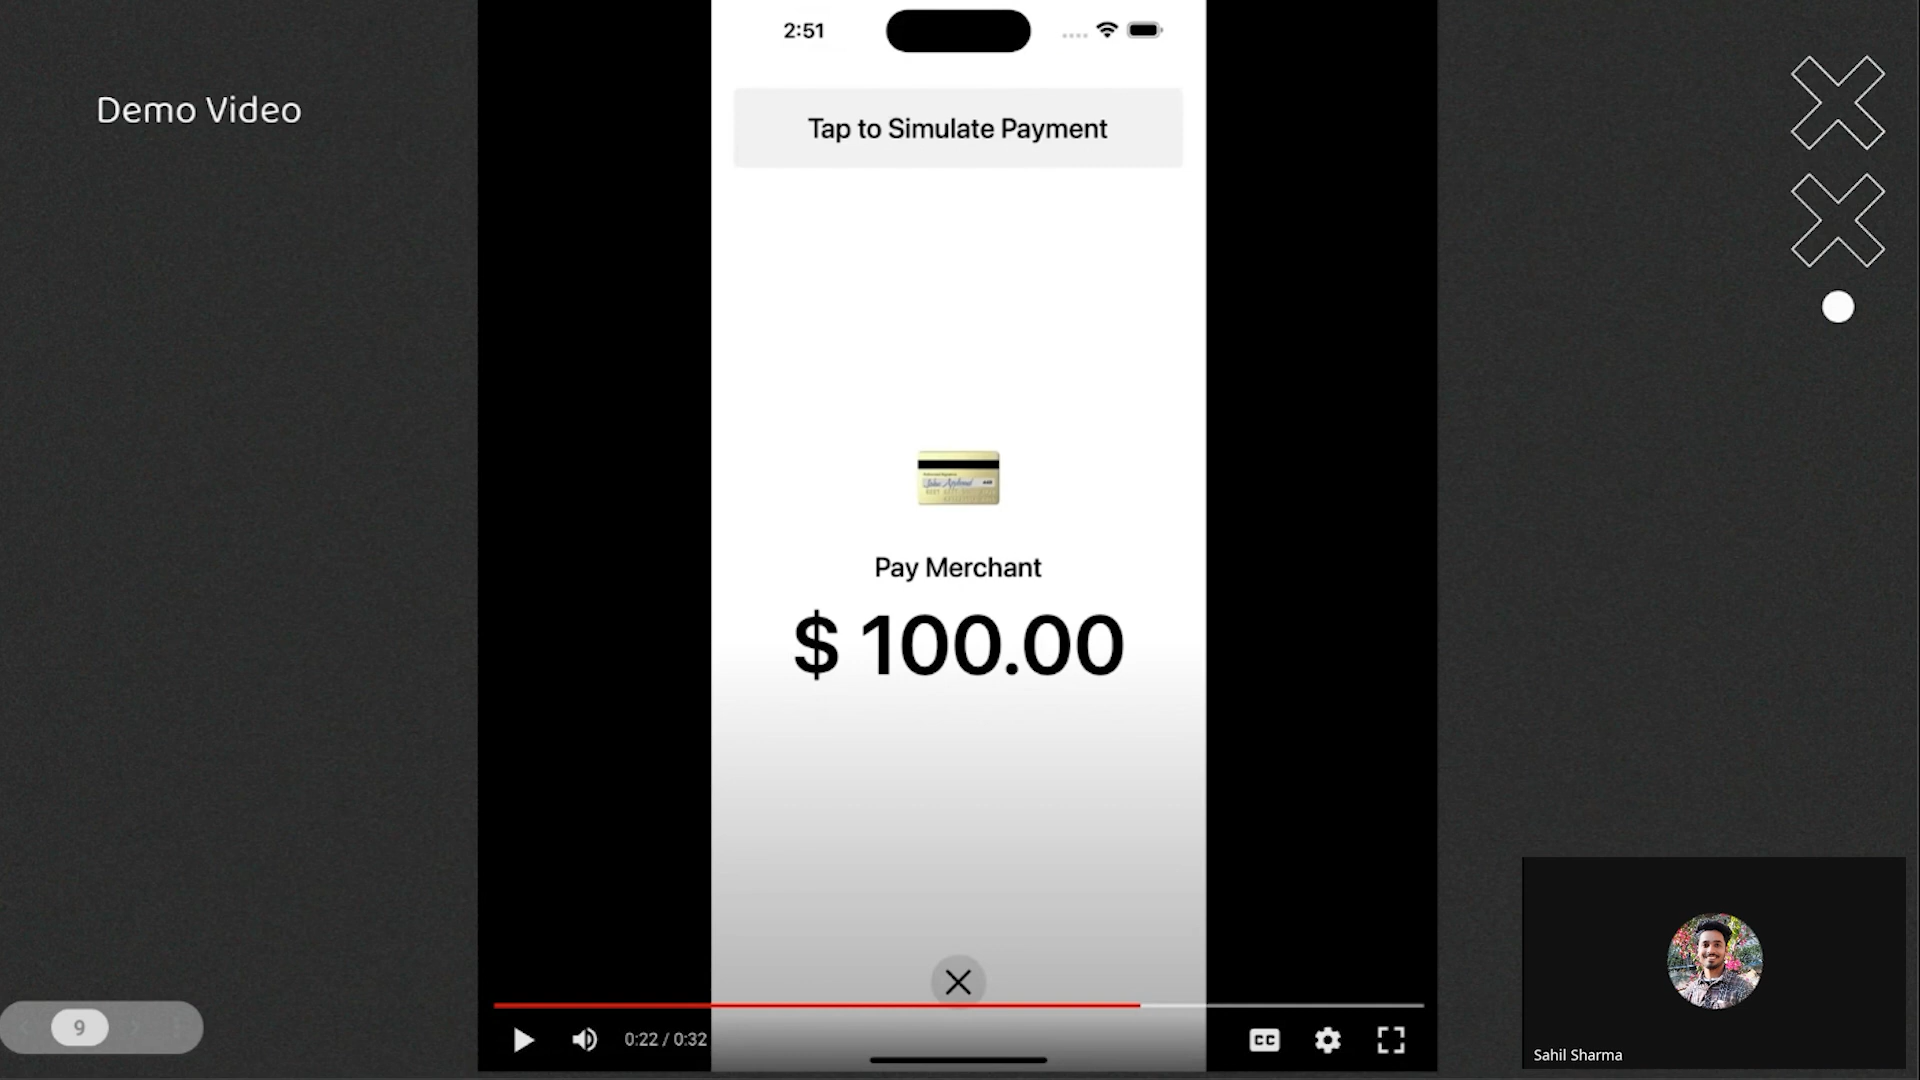 2:51
Demo Video
Tap to Simulate Payment
Pay Merchant
$ 100.00
9
0:22 / 0:32
CC
Sahil Sharma